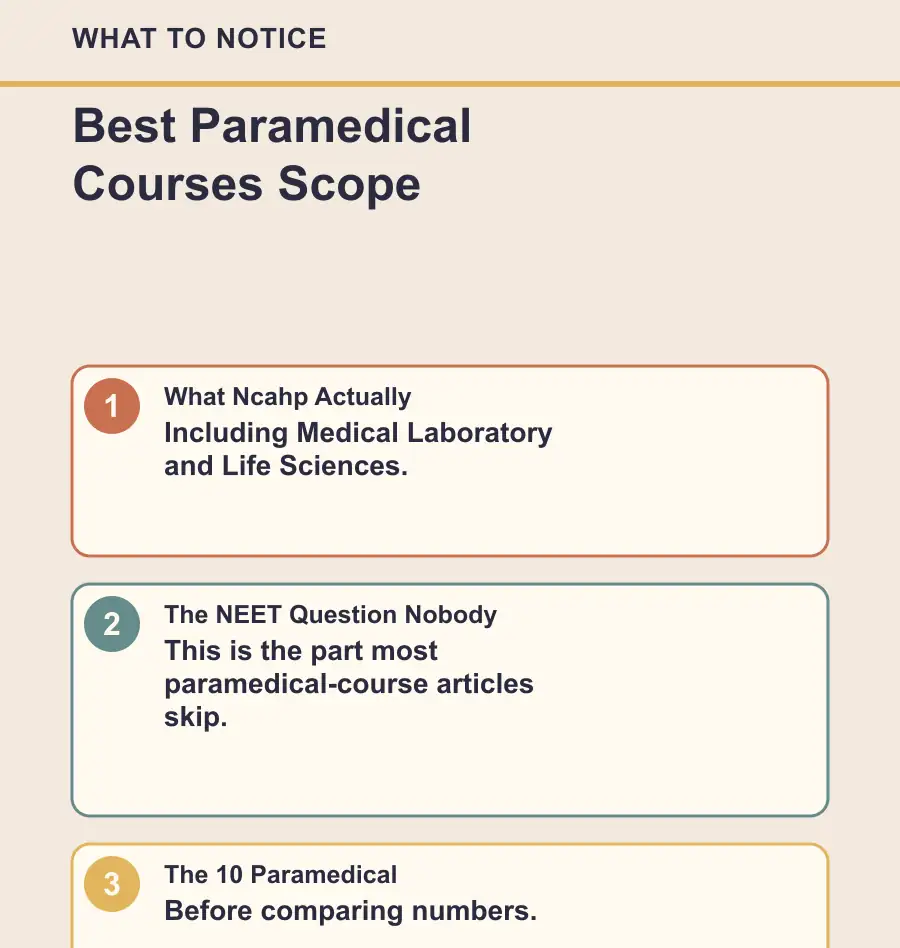 WHAT TO NOTICE
Best Paramedical
Courses Scope
1
What Ncahp Actually
Including Medical Laboratory
and Life Sciences.
2
The NEET Question Nobody
This is the part most
paramedical-course articles
skip.
3
The 10 Paramedical
Before comparing numbers.